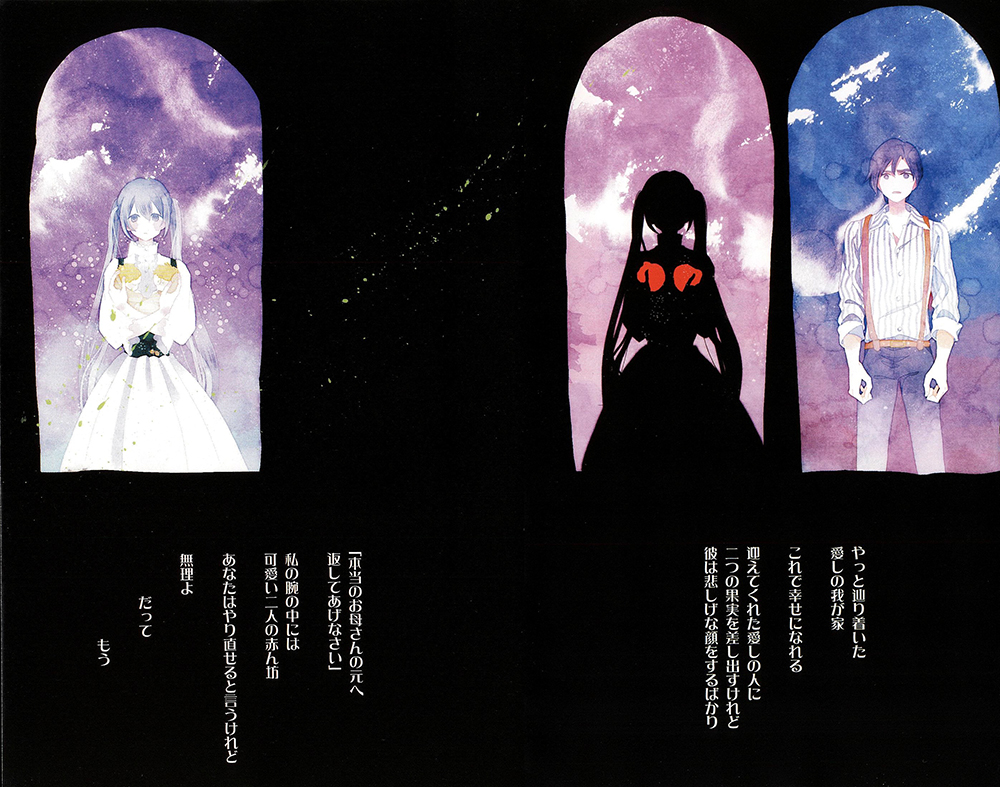 やっと辿り着いた
愛しの我が家
これで幸せになれる
迎えてくれた愛しの人に
二つの果実を差し出すけれど
彼は悲しげな顔をするばかり
「本当のお母さんの元へ
返してあげなさい」
私の腕の中には
可愛い二人の赤ん坊
あなたはやり直せると言うけれど
無理よ
だって
もう